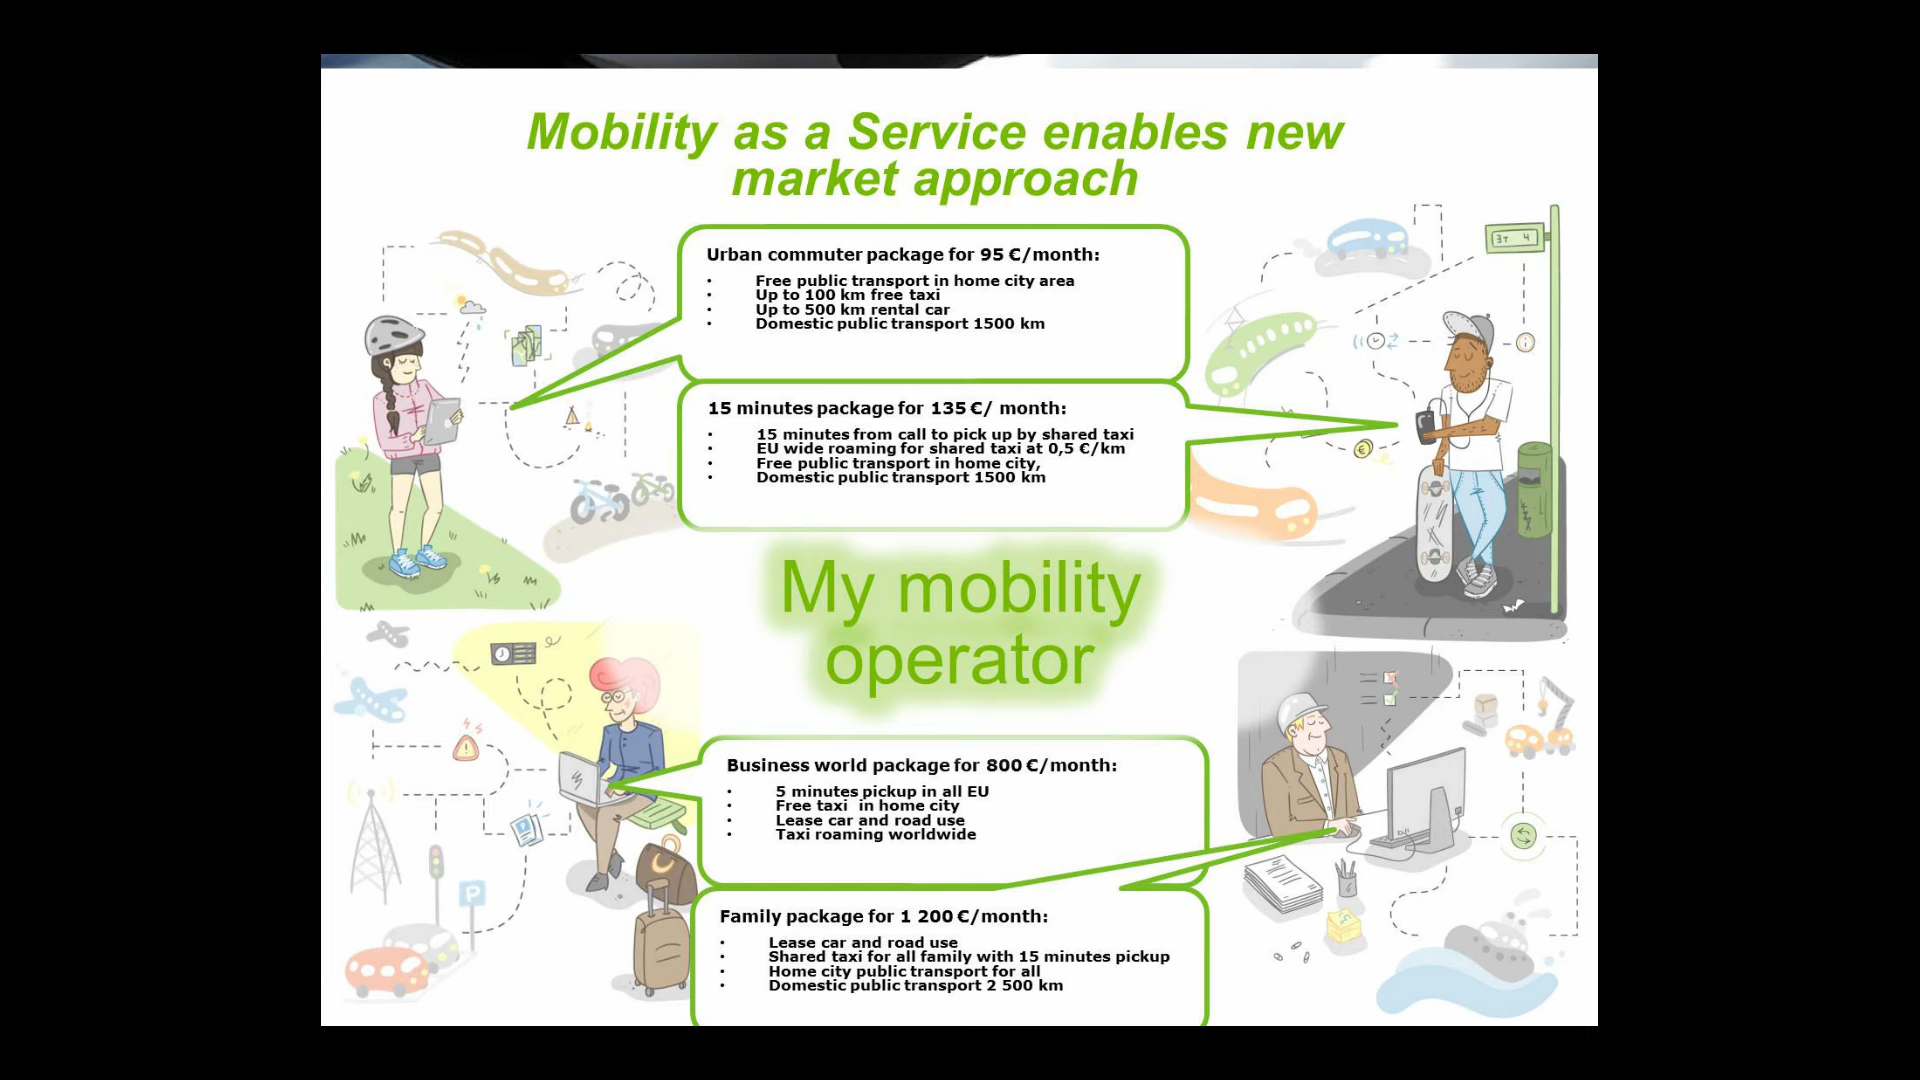 Mobility as a Service enables new
market approach
Urban commuter package for 95 €/month:
• Free public transport in home city area
• Up to 100 km free taxi
• Up to 500 km rental car
• Domestic public transport 1500 km
15 minutes package for 135 €/ month:
• 15 minutes from call to pick up by shared taxi
• EU wide roaming for shared taxi at 0,5 €/km
• Free public transport in home city,
• Domestic public transport 1500 km
My mobility
operator
Business world package for 800 €/month:
• 5 minutes pickup in all EU
• Free taxi in home city
• Lease car and road use
• Taxi roaming worldwide
Family package for 1 200 €/month:
• Lease car and road use
• Shared taxi for all family with 15 minutes pickup
• Home city public transport for all
• Domestic public transport 2 500 km
P